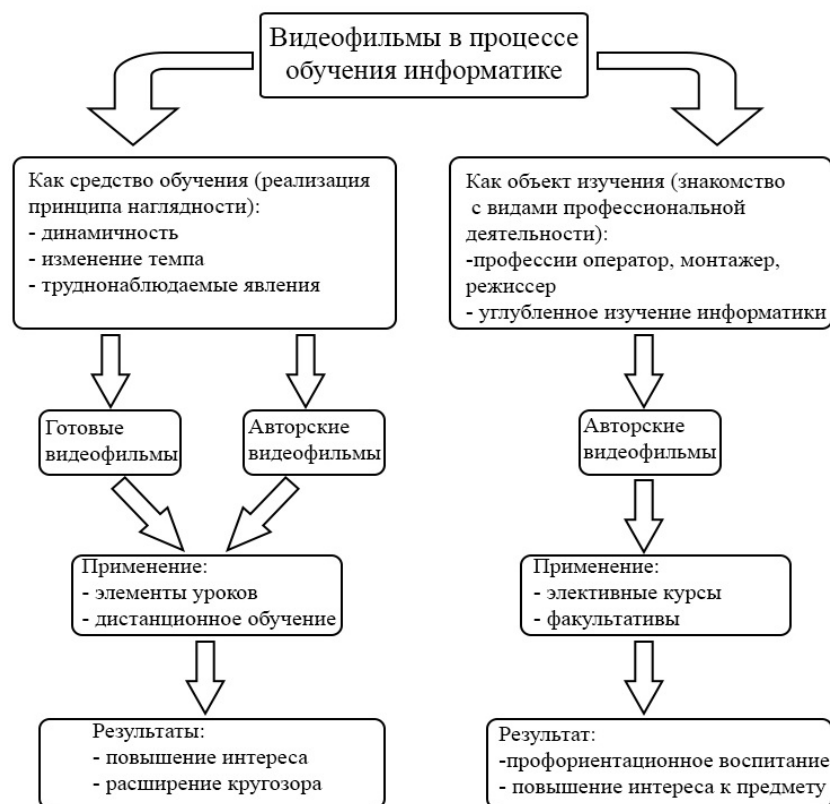 Видеофильмы в процессе
обучения информатике
Как средство обучения (реализация
принципа наглядности):
- динамичность
- изменение темпа
- труднонаблюдаемые явления
Как объект изучения (знакомство
с видами профессиональной
деятельности):
-профессии оператор, монтажер,
режиссер
- углубленное изучение информатики
Готовые
видеофильмы
Авторские
видеофильмы
Авторские
видеофильмы
Применение:
- элементы уроков
- дистанционное обучение
Применение:
- элективные курсы
- факультативы
Результаты:
- повышение интереса
- расширение кругозора
Результат:
-профориентационное воспитание
- повышение интереса к предмету